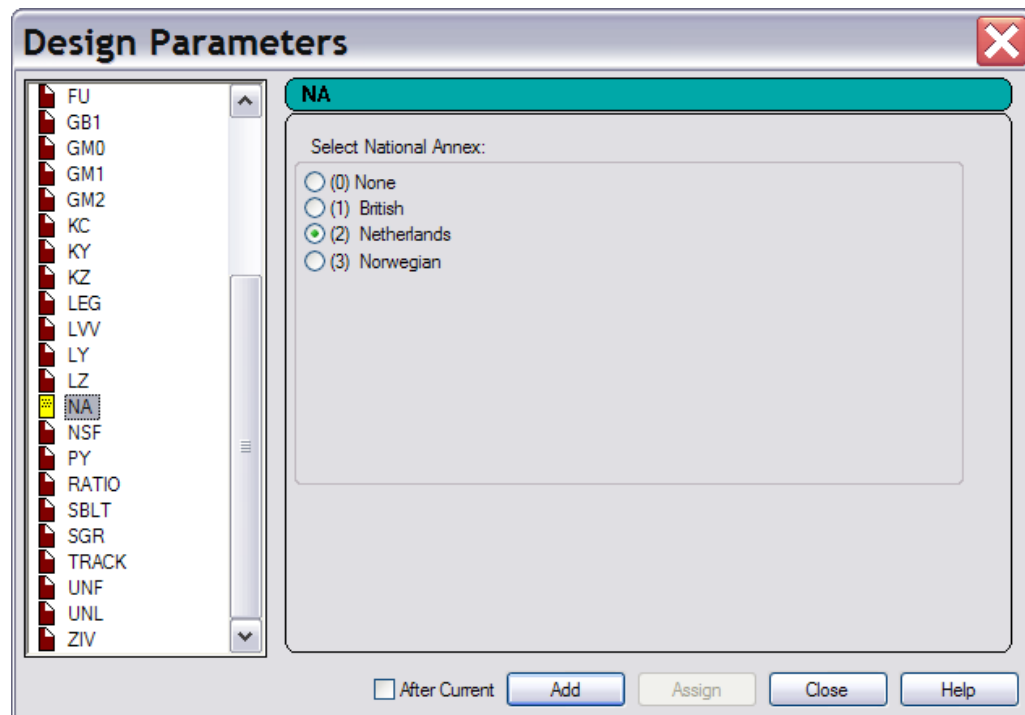 Design Parameters
FU
GB1
GM0
GM1
GM2
KC
KY
KZ
LEG
LVV
LY
LZ
NA
NSF
PY
RATIO
SBLT
SGR
TRACK
UNF
UNL
ZIV
NA
Select National Annex:
(0) None
(1) British
(2) Netherlands
(3) Norwegian
After Current
Add
Assign
Close
Help